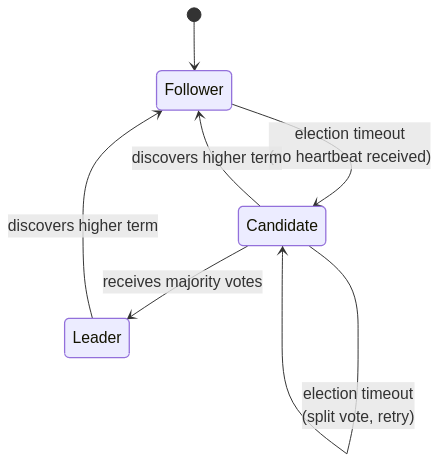 Follower
election timeout
no heartbeat received)
discovers higher term
Candidate
discovers higher term
receives majority votes
Leader
election timeout
(split vote, retry)